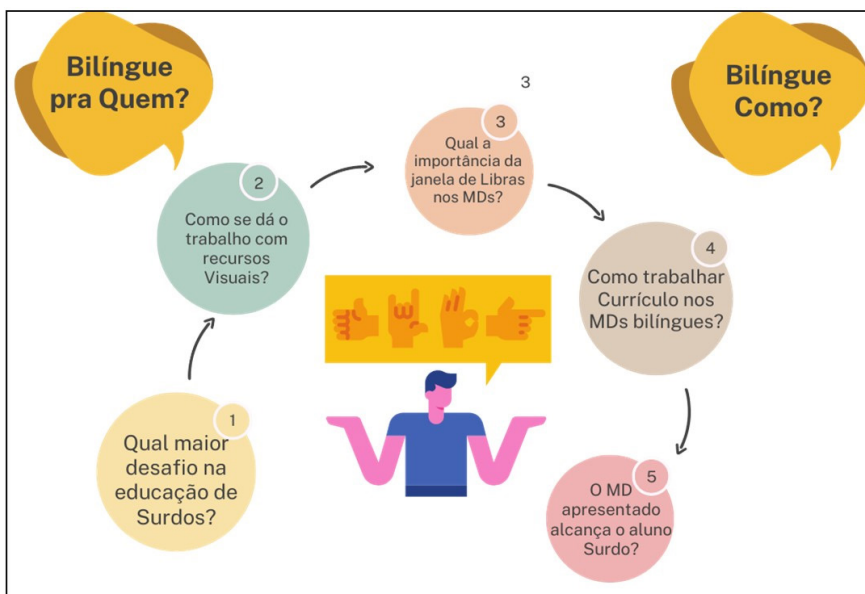 Bilíngue
pra Quem?
Bilíngue
Como?
1
Qual maior
desafio na
educação de
Surdos?
2
Como se dá o
trabalho com
recursos
Visuais?
3
3
Qual a
importância da
janela de Libras
nos MDs?
4
Como trabalhar
Currículo nos
MDs bilíngues?
5
O MD
apresentado
alcança o aluno
Surdo?